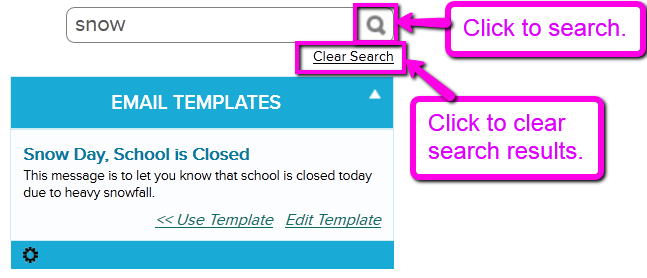 snow
Click to search.
Clear Search
EMAIL TEMPLATES
Click to clear
search results.
Snow Day, School is Closed
This message is to let you know that school is closed today
due to heavy snowfall.
<< Use Template Edit Template